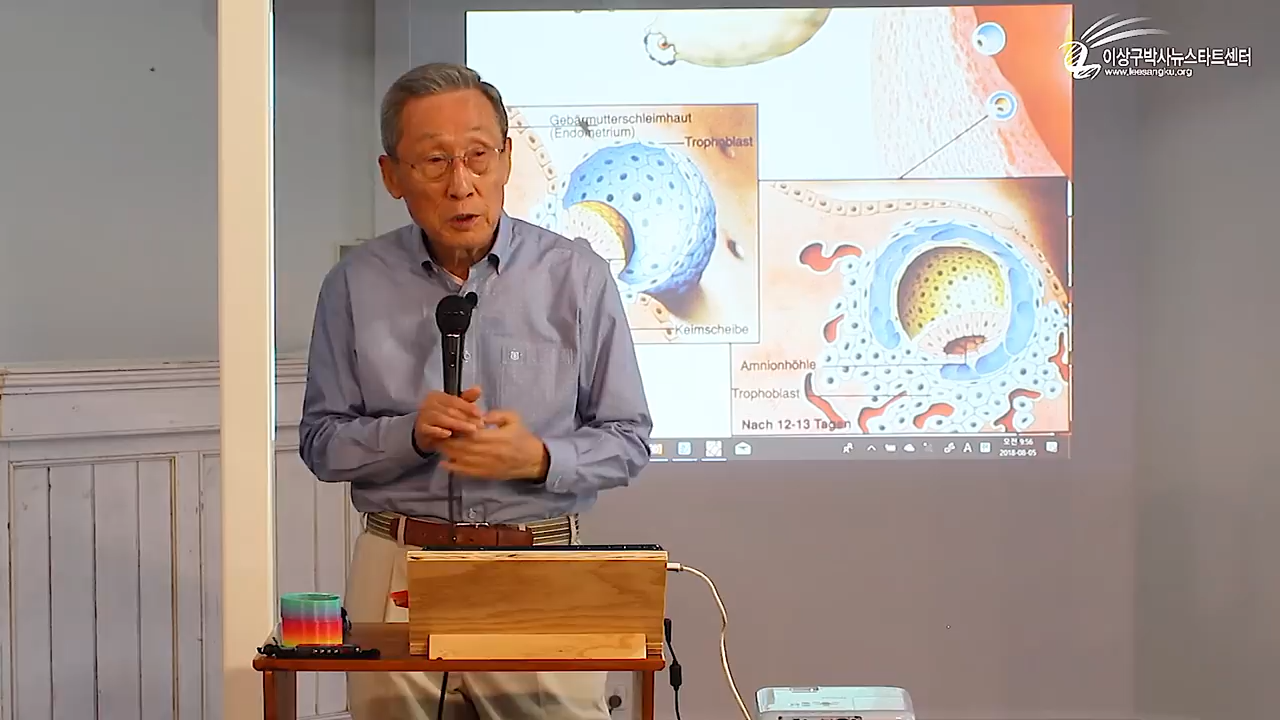 이상구박사뉴스타트센터
www.leesangku.org
Gebärmutterschleimhaut
(Endometrium)
Trophoblast
Keimscheibe
Amnionhöhle
Trophoblast
Nach 12-13 Tagen
A
오전 9:56
2018-08-05